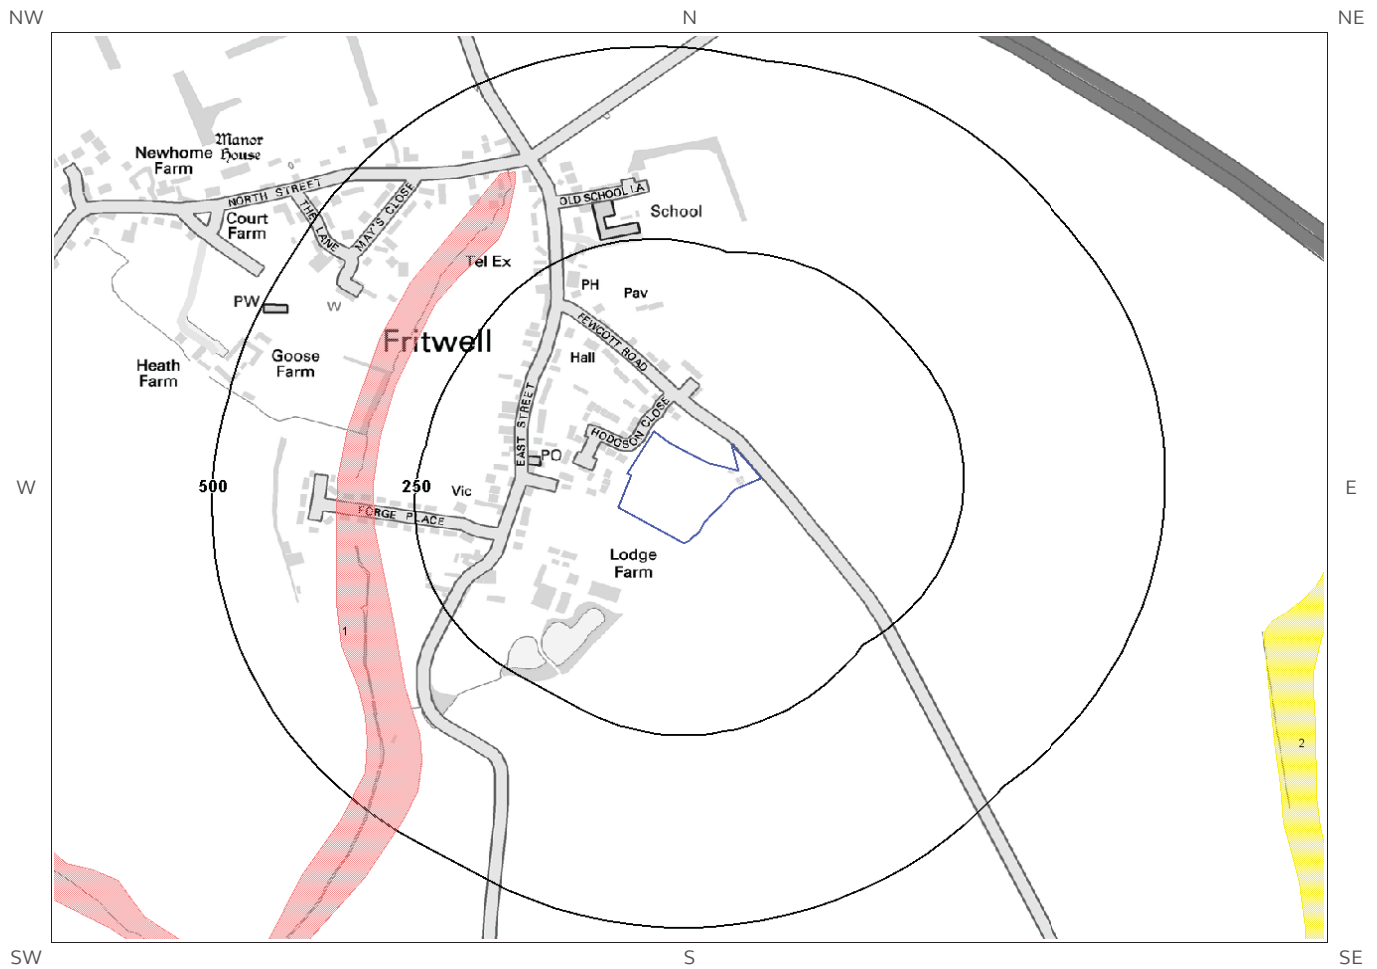 NW
N
NE
Manor
House
Newhome
Farm
NORTH STREET
OLD SCHOOL LA
THE LANE
MAY'S CLOSE
Court
Farm
School
Tel Ex
PH
Pav
PW
W
FEWCOTT ROAD
Fritwell
Goose
Farm
Heath
Farm
Hall
EAST STREET
HODGSON CLOSE
PO
W
500
250
Vic
E
FORGE PLACE
Lodge
Farm
1
2
SW
S
SE